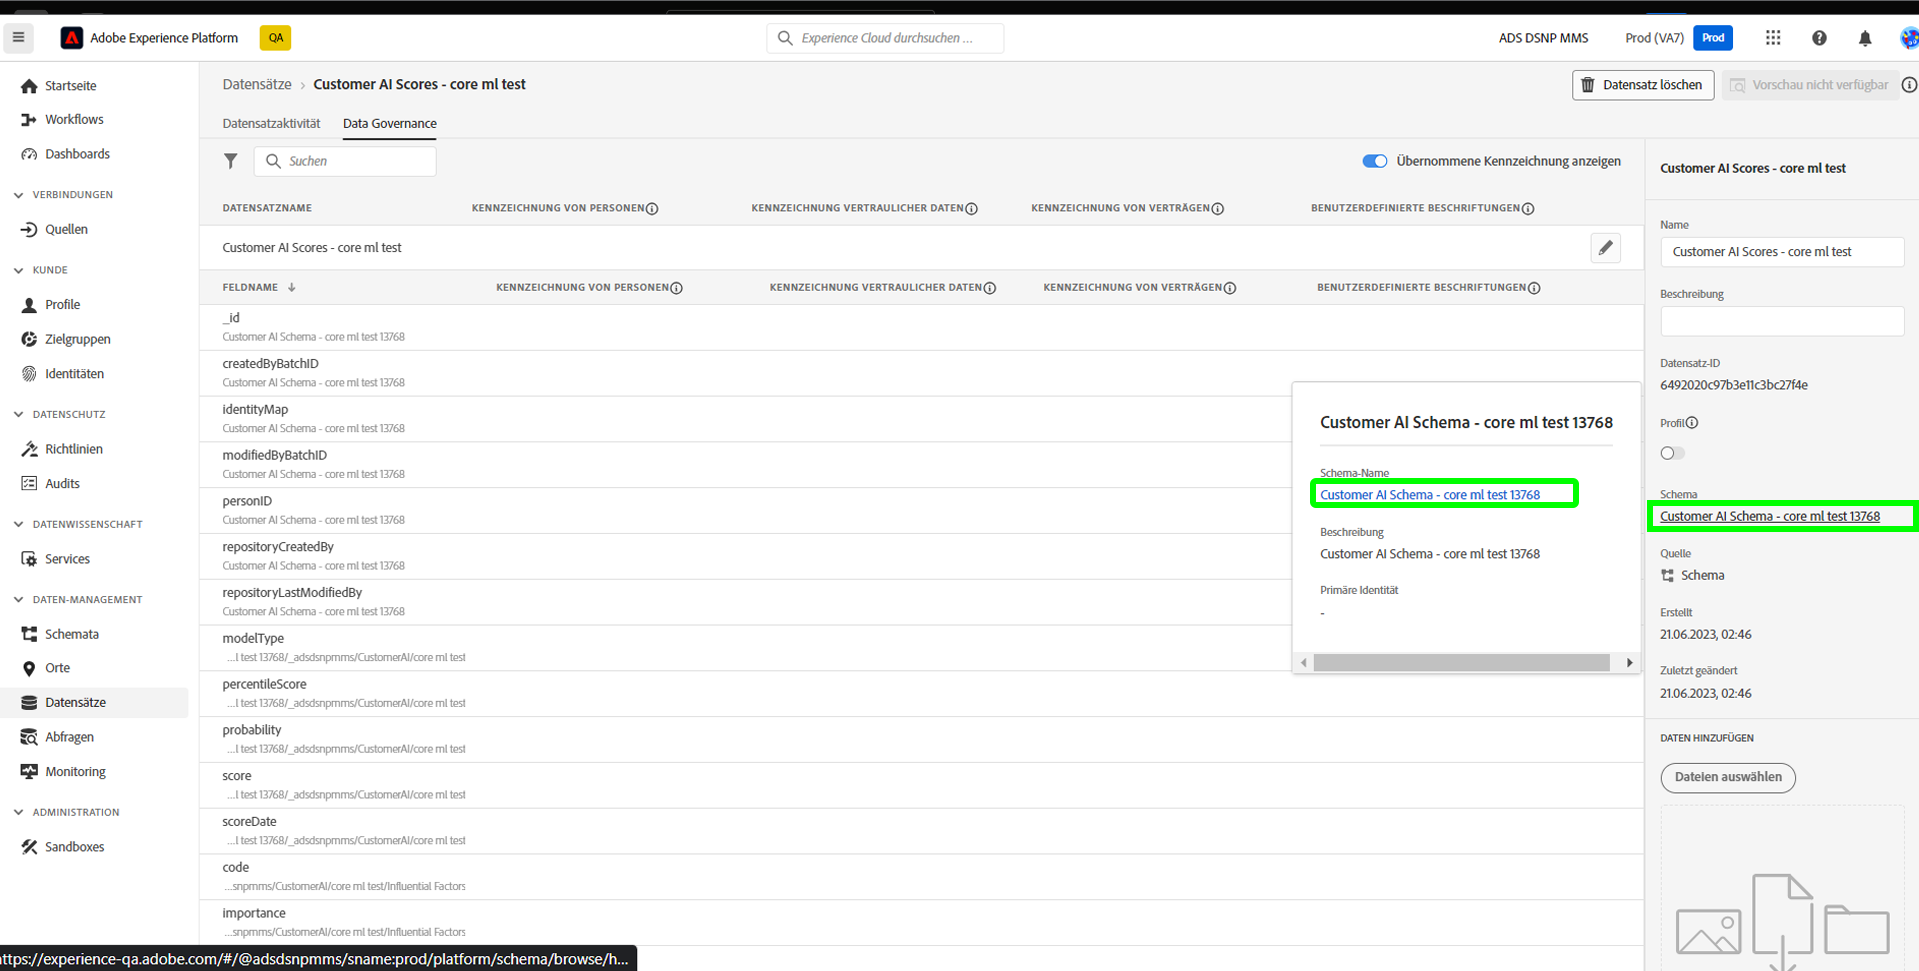 Adobe Experience Platform
QA
Experience Cloud durchsuchen ...
ADS DSNP MMS
Prod (VA7)
Prod
Startseite
Workflows
Dashboards
VERBINDUNGEN
Quellen
KUNDE
Profile
Zielgruppen
Identitäten
DATENSCHUTZ
Richtlinien
Audits
DATENWISSENSCHAFT
Services
DATEN-MANAGEMENT
Schemata
Orte
Datensätze
Abfragen
Monitoring
ADMINISTRATION
Sandboxes
Datensätze › Customer AI Scores - core ml test
Datensatz löschen
Vorschau nicht verfügbar
Datensatzaktivität
Data Governance
Suchen
Übernommene Kennzeichnung anzeigen
DATENSATZNAME
KENNZEICHNUNG VON PERSONEN
KENNZEICHNUNG VERTRAULICHER DATEN
KENNZEICHNUNG VON VERTRÄGEN
BENUTZERDEFINIERTE BESCHRIFTUNGEN
Customer AI Scores - core ml test
FELDNAME
KENNZEICHNUNG VON PERSONEN
KENNZEICHNUNG VERTRAULICHER DATEN
KENNZEICHNUNG VON VERTRÄGEN
BENUTZERDEFINIERTE BESCHRIFTUNGEN
_id
Customer AI Schema - core ml test 13768
createdByBatchID
Customer AI Schema - core ml test 13768
identityMap
Customer AI Schema - core ml test 13768
modifiedByBatchID
Customer AI Schema - core ml test 13768
personID
Customer AI Schema - core ml test 13768
repositoryCreatedBy
Customer AI Schema - core ml test 13768
repositoryLastModifiedBy
Customer AI Schema - core ml test 13768
modelType
...l test 13768/_adsdsnpmms/CustomerAI/core ml test
percentileScore
...l test 13768/_adsdsnpmms/CustomerAI/core ml test
probability
...l test 13768/_adsdsnpmms/CustomerAI/core ml test
score
...l test 13768/_adsdsnpmms/CustomerAI/core ml test
scoreDate
...l test 13768/_adsdsnpmms/CustomerAI/core ml test
code
...snpmms/CustomerAI/core ml test/Influential Factors
importance
...snpmms/CustomerAI/core ml test/Influential Factors
Customer AI Schema - core ml test 13768
Schema-Name
Customer AI Schema - core ml test 13768
Beschreibung
Customer AI Schema - core ml test 13768
Primäre Identität
-
Customer AI Scores - core ml test
Name
Customer AI Scores - core ml test
Beschreibung
Datensatz-ID
6492020c97b3e11c3bc27f4e
Profil
Schema
Customer AI Schema - core ml test 13768
Quelle
Schema
Erstellt
21.06.2023, 02:46
Zuletzt geändert
21.06.2023, 02:46
DATEN HINZUFÜGEN
Dateien auswählen
ttps://experience-qa.adobe.com/#/@adsdsnpmms/sname:prod/platform/schema/browse/h...